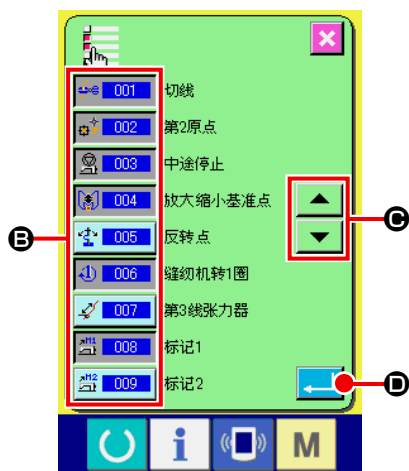 001 切线
002 第2原点
003 中途停止
004 放大缩小基准点
005 反转点
006 缝纫机转1圈
007 第3线张力器
M1 008 标记1
M2 009 标记2
B
C
D
i
M